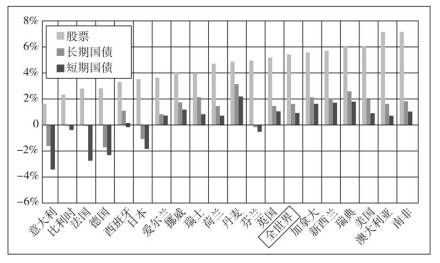 8%
6%
4%
2%
0
-2%
-4%
-6%
股票
长期国债
短期国债
意大利
比利时
法国
德国
西班牙
日本
爱尔兰
挪威
瑞士
荷兰
丹麦
芬兰
英国
全世界
加拿大
新西兰
瑞典
美国
澳大利亚
南非